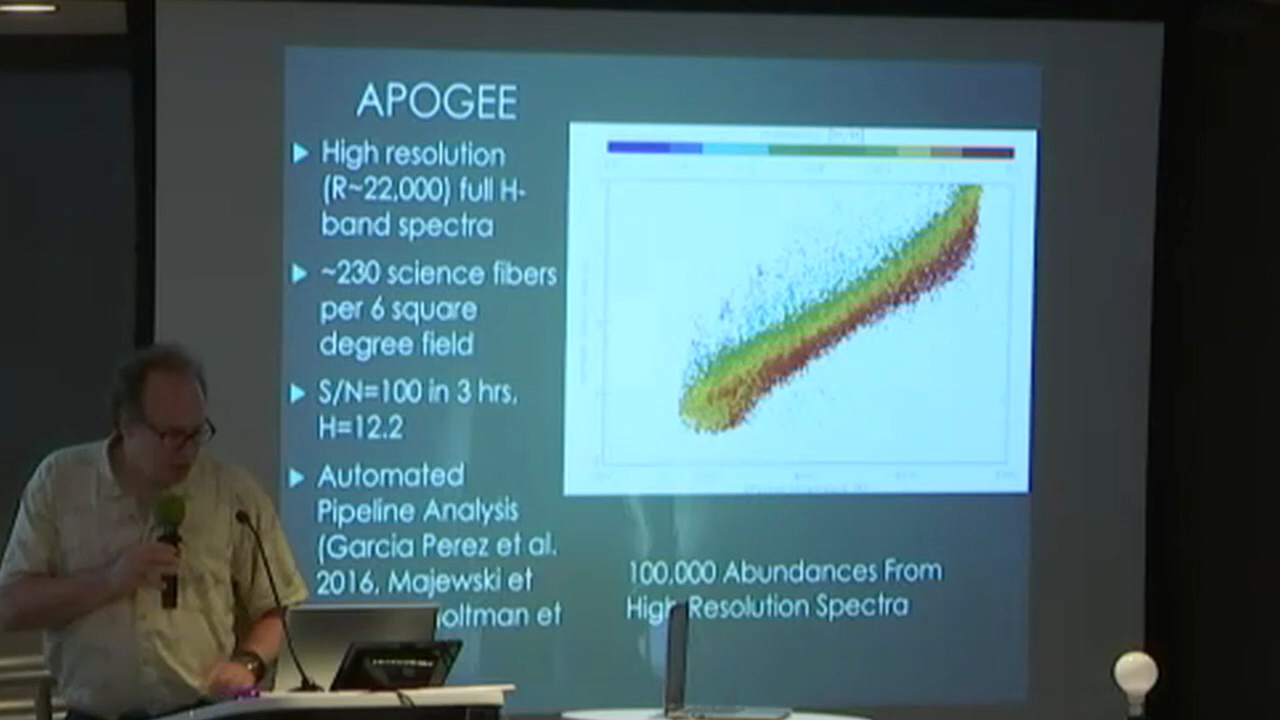 APOGEE
High resolution
(R~22,000) full H-
band spectra
~230 science fibers
per 6 square
degree field
S/N=100 in 3 hrs,
H=12.2
Automated
Pipeline Analysis
(Garcia Perez et al.
2016, Majewski et
oltman et
100,000 Abundances From
High Resolution Spectra